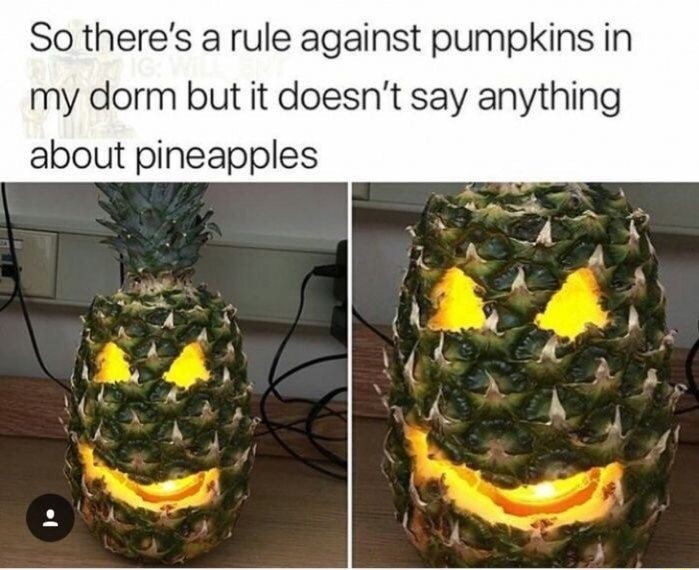 So there's a rule against pumpkins in
my dorm but it doesn't say anything
about pineapples